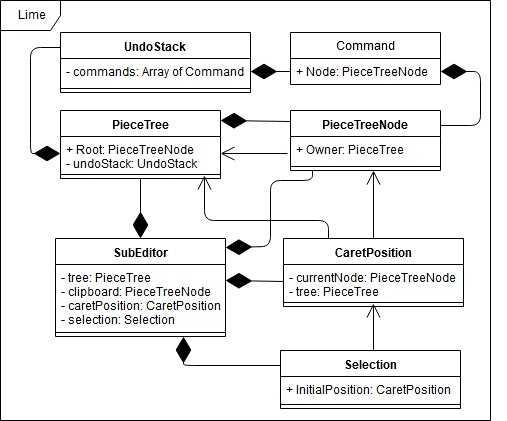 Lime
UndoStack
- commands: Array of Command
Command
+ Node: PieceTreeNode
PieceTree
+ Root: PieceTreeNode
- undoStack: UndoStack
PieceTreeNode
+ Owner: PieceTree
SubEditor
- tree: PieceTree
- clipboard: PieceTreeNode
- caretPosition: CaretPosition
- selection: Selection
CaretPosition
- currentNode: PieceTreeNode
- tree: PieceTree
Selection
+ InitialPosition: CaretPosition